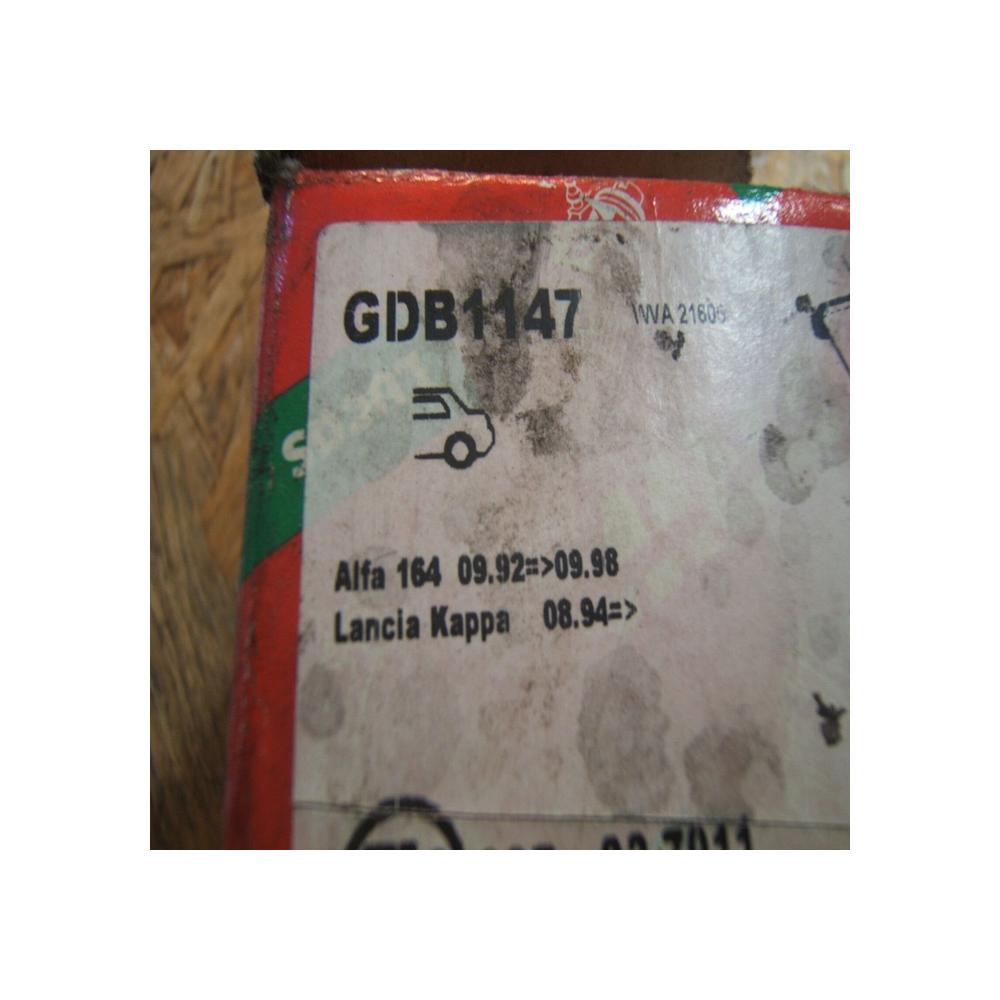 GDB1147 WVA 21606
Alfa 164 09.92=>09.98
Lancia Kappa 08.94=>